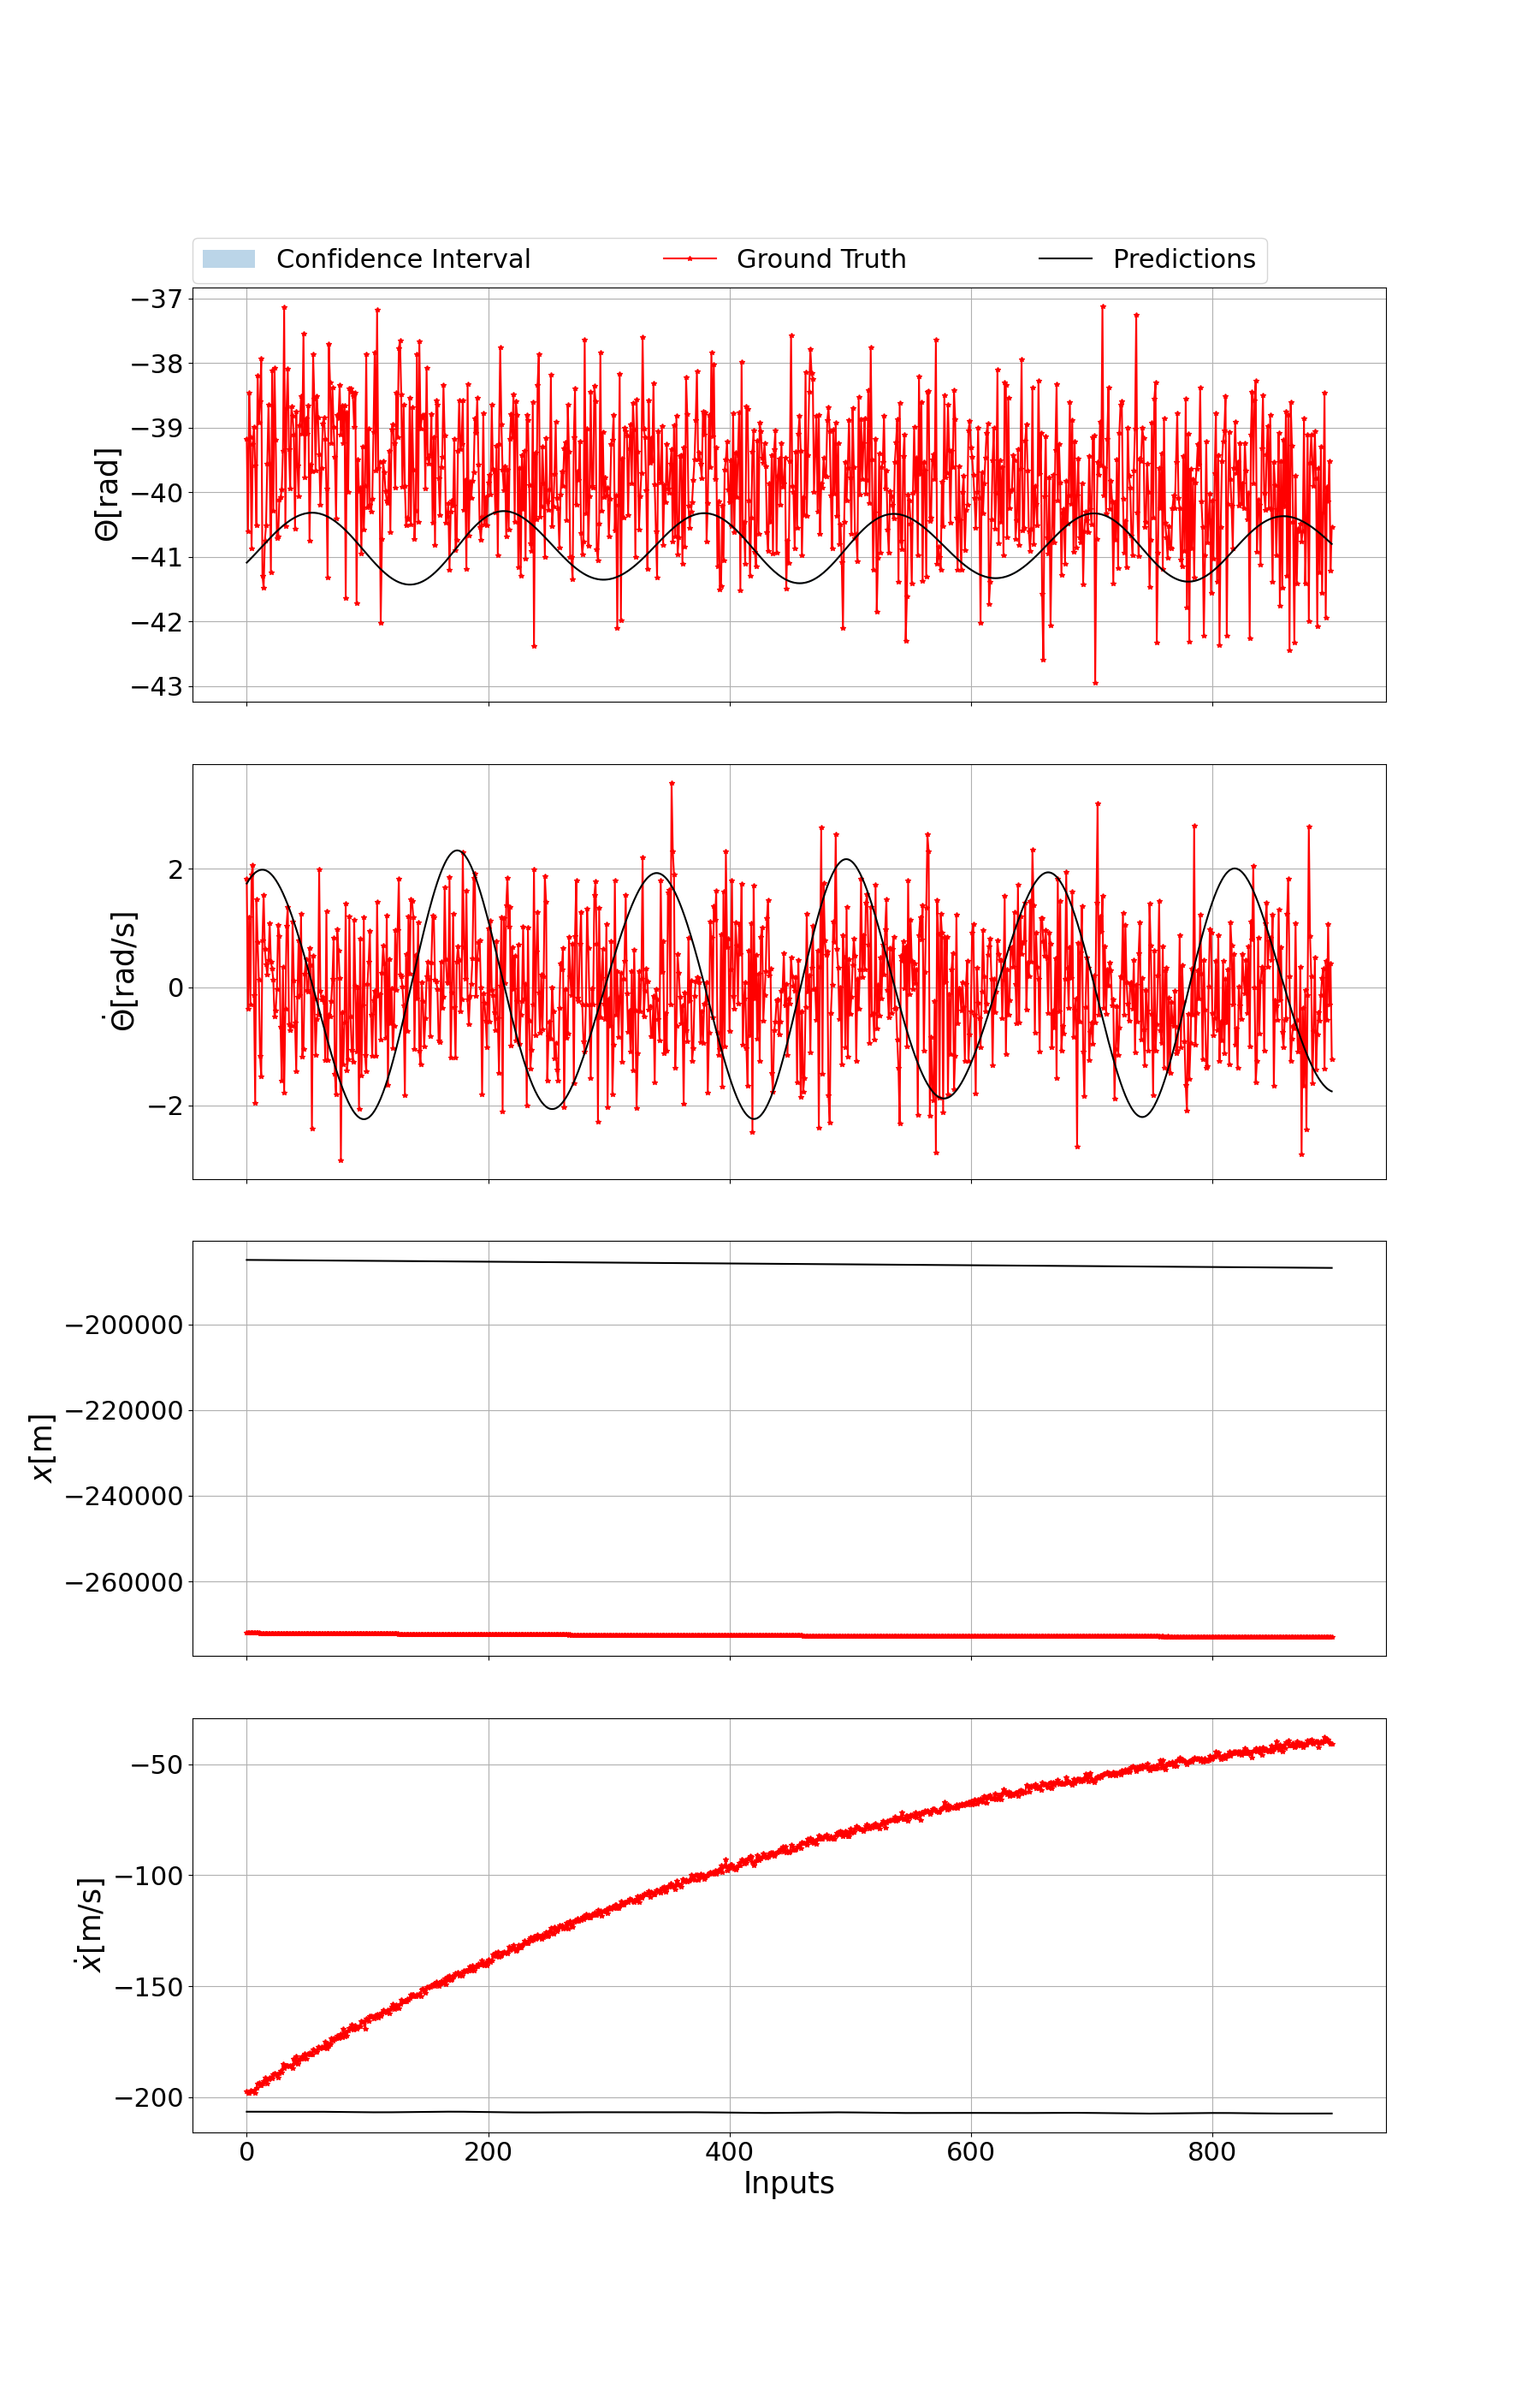 Confidence Interval Ground Truth Predictions
−37
−38
−39
−40
−41
−42
−43
Θ[rad]
2
0
−2
Θ̇[rad/s]
−200000
−220000
−240000
−260000
x[m]
−50
−100
−150
−200
ẋ[m/s]
0 200 400 600 800
Inputs